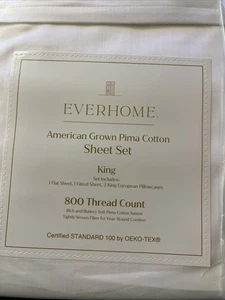 EVERHOME
American Grown Pima Cotton
Sheet Set
King
Set Includes:
1 Flat Sheet, 1 Fitted Sheet, 2 King European Pillowcases
800 Thread Count
Rich and Buttery Soft Pima Cotton Sateen
Tightly Woven Fiber for Year Round Comfort
Certified STANDARD 100 by OEKO-TEX®